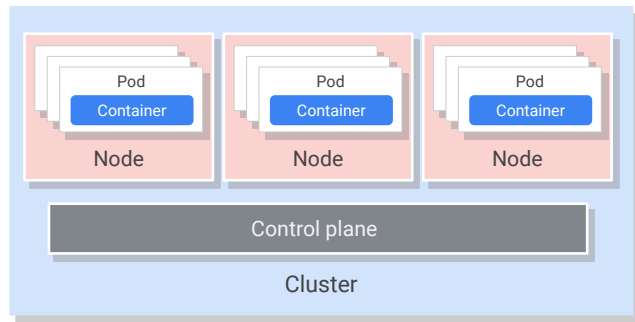 Pod Pod Pod
Container Container Container
Node Node Node
Control plane
Cluster